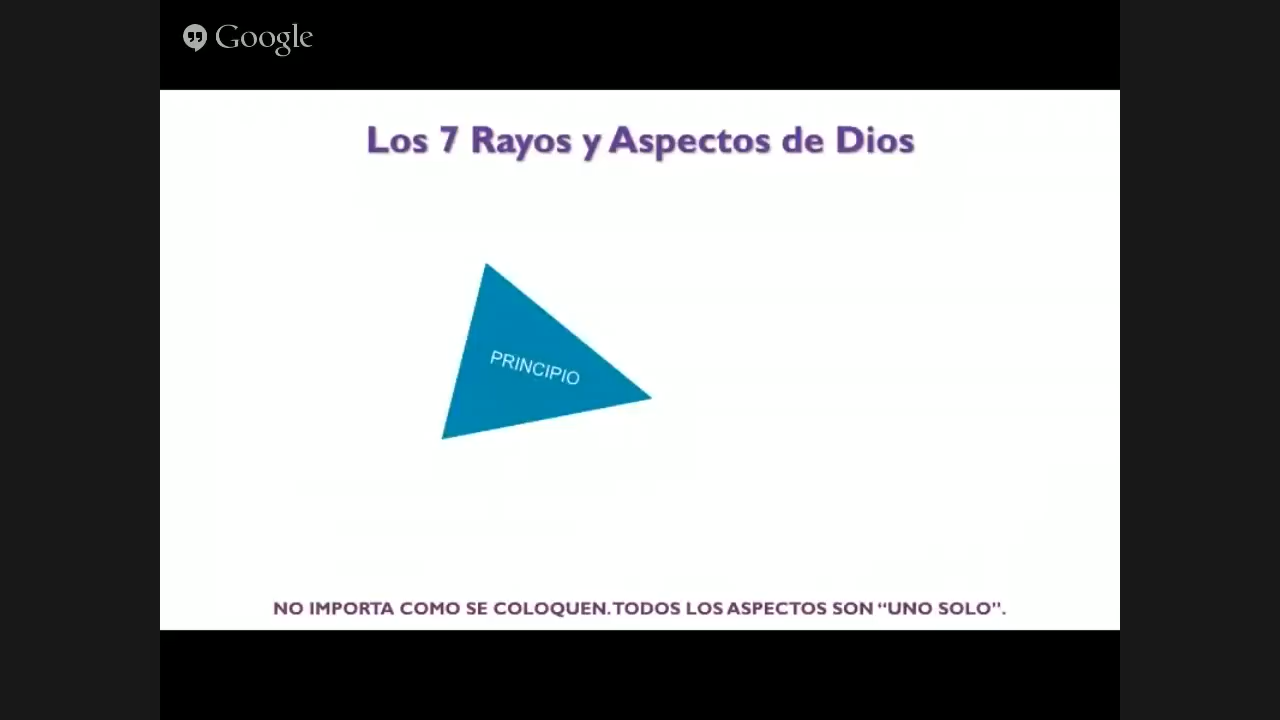 Google
Los 7 Rayos y Aspectos de Dios
PRINCIPIO
NO IMPORTA COMO SE COLOQUEN. TODOS LOS ASPECTOS SON “UNO SOLO”.